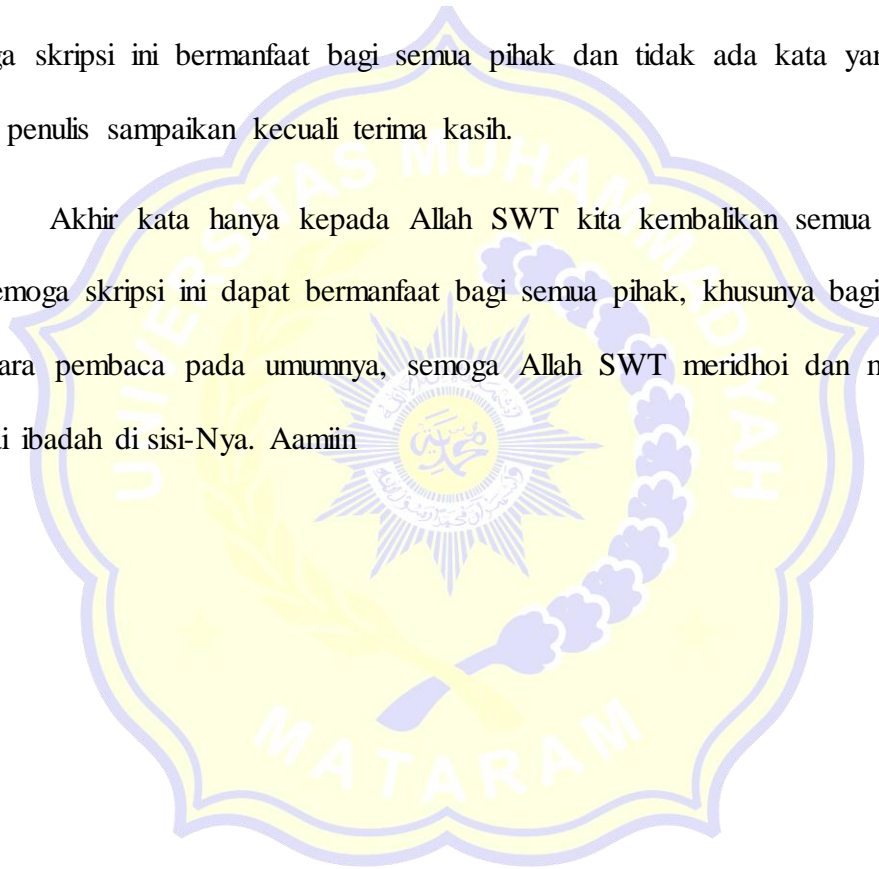 ga skripsi ini bermanfaat bagi semua pihak dan tidak ada kata
penulis sampaikan kecuali terima kasih.
Akhir kata hanya kepada Allah SWT kita kembalikan semua
emoga skripsi ini dapat bermanfaat bagi semua pihak, khusunya bagi
ara pembaca pada umumnya, semoga Allah SWT meridhoi dan
i ibadah di sisi-Nya. Aamiin
UNIVERSITAS MUHAMMADIYAH
MATARAM